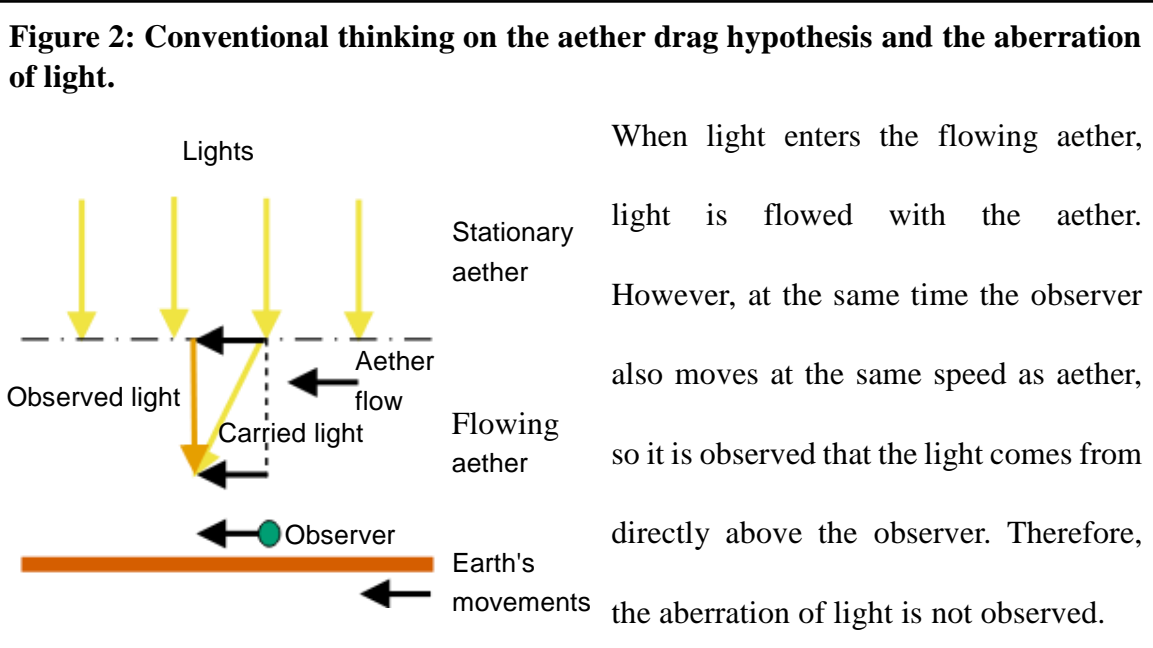 Figure 2: Conventional thinking on the aether drag hypothesis and the aberration
of light.
Lights
Stationary
aether
Aether
flow
Observed light
Carried light
Flowing
aether
Observer
Earth's
movements
When light enters the flowing aether,
light is flowed with the aether.
However, at the same time the observer
also moves at the same speed as aether,
so it is observed that the light comes from
directly above the observer. Therefore,
the aberration of light is not observed.